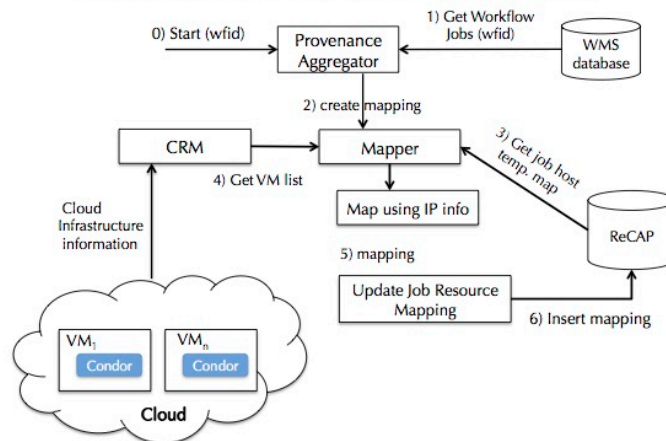 0) Start (wfid)
Provenance
Aggregator
1) Get Workflow
Jobs (wfid)
WMS
database
2) create mapping
CRM
Mapper
3) Get job host
temp. map
4) Get VM list
Cloud
Infrastructure
information
Map using IP info
ReCAP
5) mapping
Update Job Resource
Mapping
6) Insert mapping
VM1
Condor
VMn
Condor
Cloud